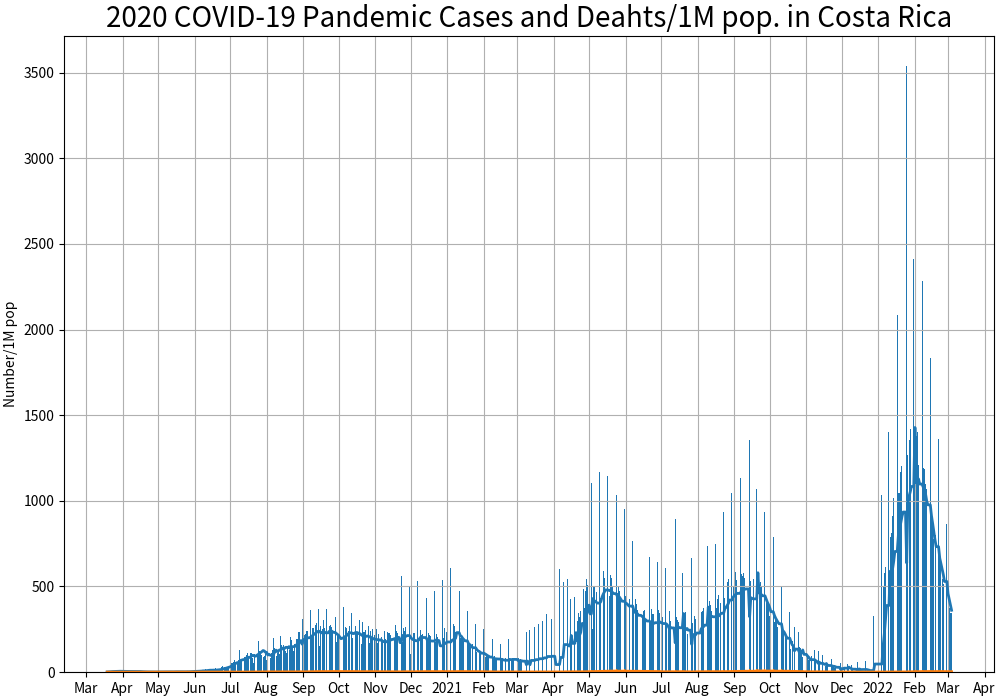 2020 COVID-19 Pandemic Cases and Deahts/1M pop. in Costa Rica
Number/1M pop
3500
3000
2500
2000
1500
1000
500
0
Mar Apr May Jun Jul Aug Sep Oct Nov Dec 2021 Feb Mar Apr May Jun Jul Aug Sep Oct Nov Dec 2022 Feb Mar Apr